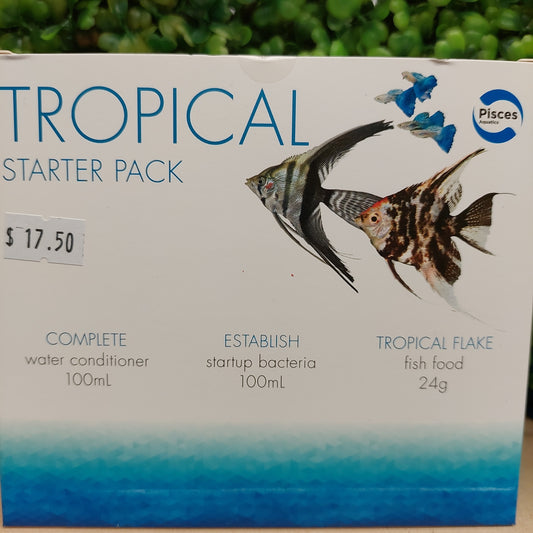 TROPICAL
STARTER PACK
Pisces
Aquatics
$ 17.50
COMPLETE
water conditioner
100mL
ESTABLISH
startup bacteria
100mL
TROPICAL FLAKE
fish food
24g